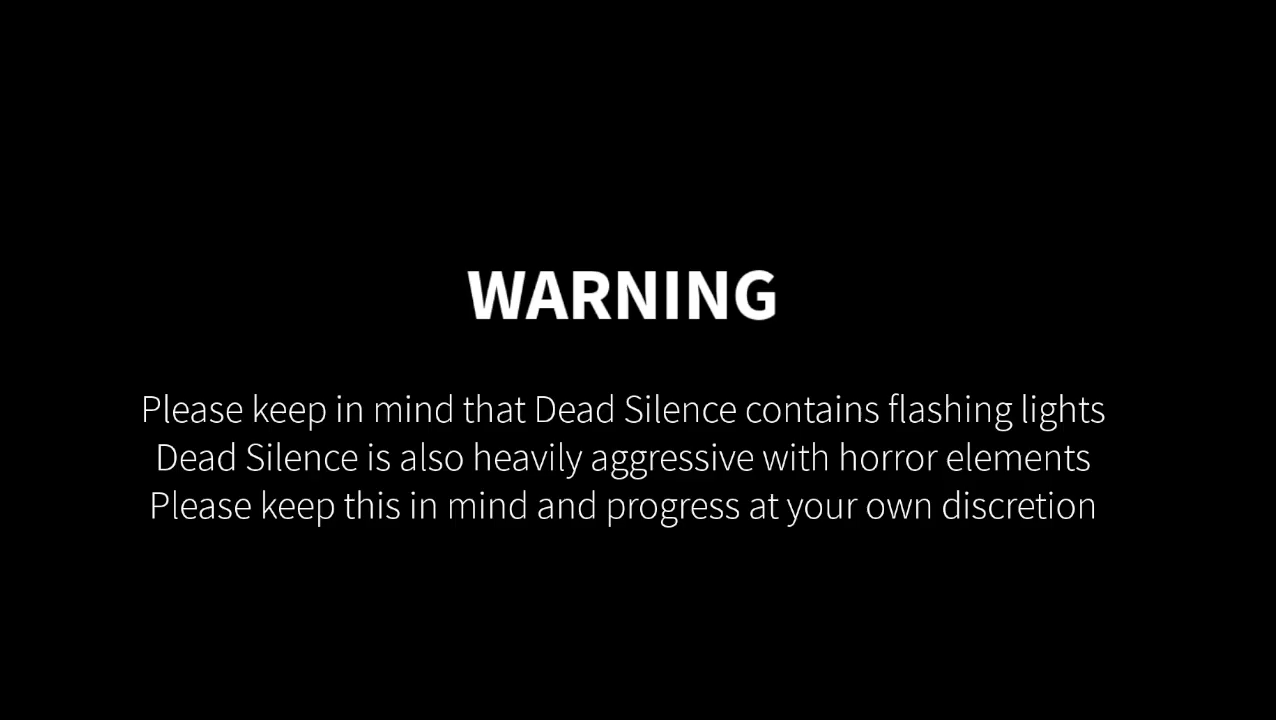 WARNING
Please keep in mind that Dead Silence contains flashing lights
Dead Silence is also heavily aggressive with horror elements
Please keep this in mind and progress at your own discretion